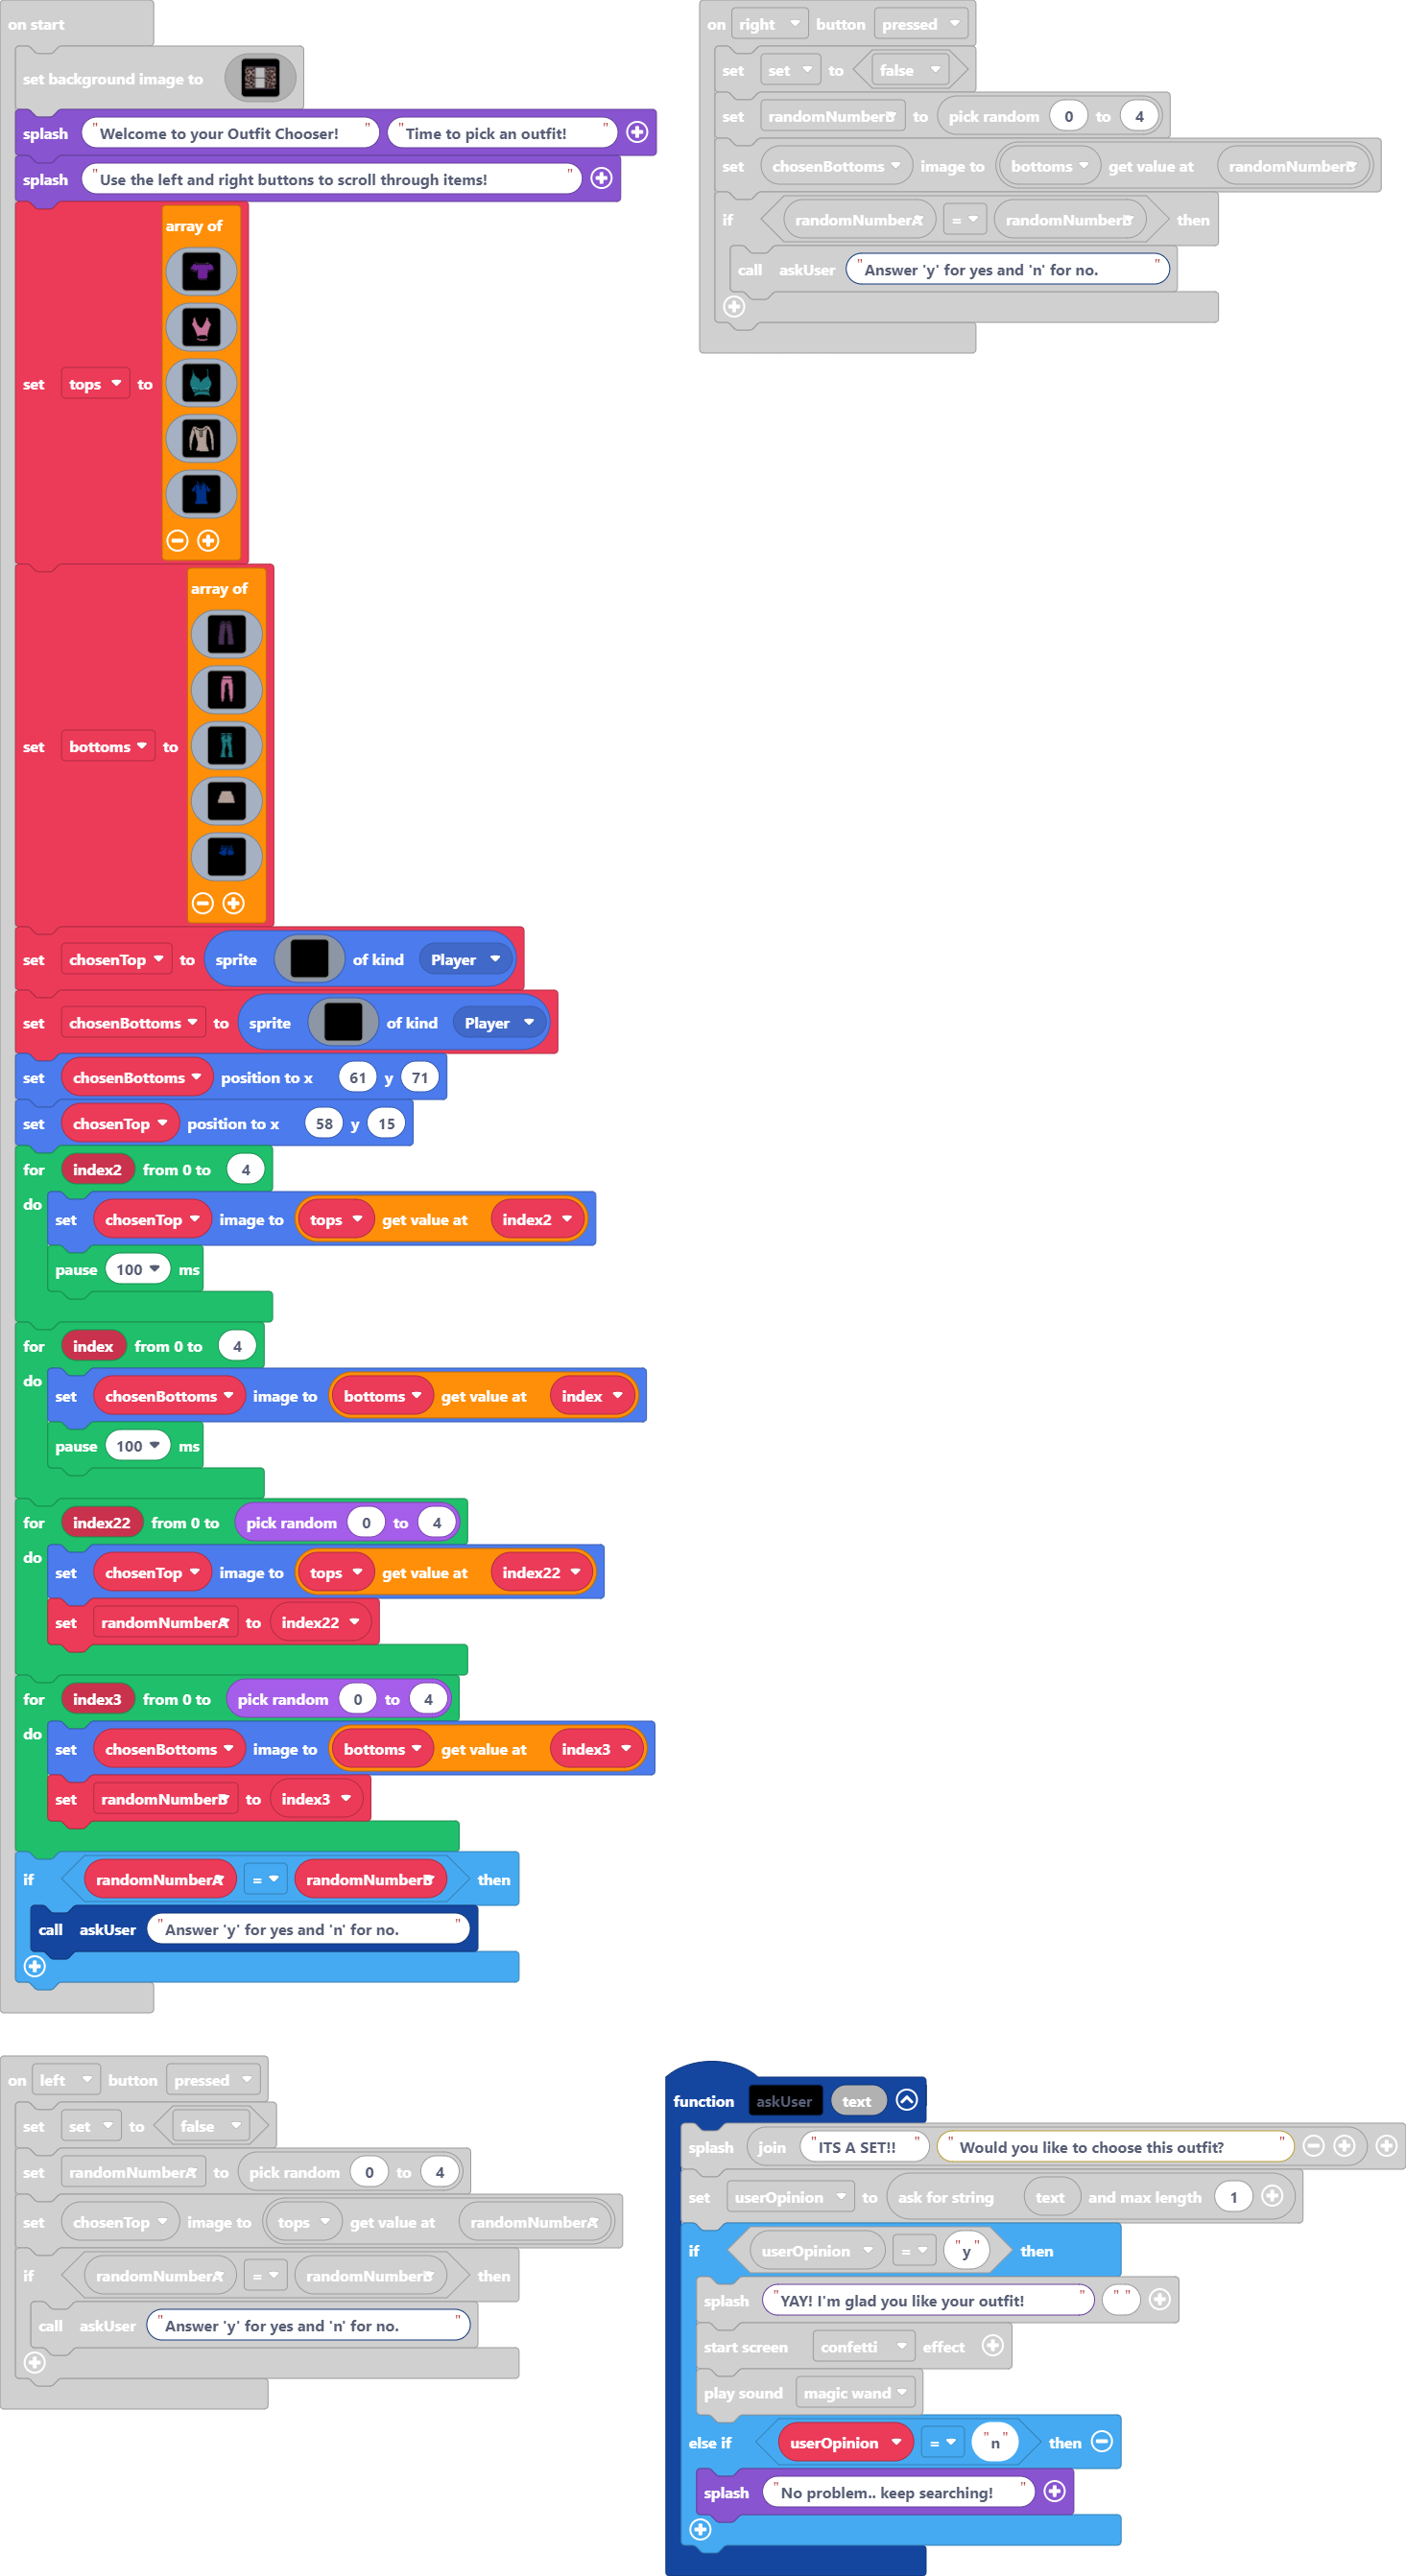 on start
set background image to
splash "Welcome to your Outfit Chooser!" "Time to pick an outfit!"
splash "Use the left and right buttons to scroll through items!"
set tops to array of
set bottoms to array of
set chosenTop to sprite of kind Player
set chosenBottoms to sprite of kind Player
set chosenBottoms position to x 61 y 71
set chosenTop position to x 58 y 15
for index2 from 0 to 4
do set chosenTop image to tops get value at index2
pause 100 ms
for index from 0 to 4
do set chosenBottoms image to bottoms get value at index
pause 100 ms
for index22 from 0 to pick random 0 to 4
do set chosenTop image to tops get value at index22
set randomNumberA to index22
for index3 from 0 to pick random 0 to 4
do set chosenBottoms image to bottoms get value at index3
set randomNumberB to index3
if randomNumberA = randomNumberB then
call askUser "Answer 'y' for yes and 'n' for no."
on right button pressed
set set to false
set randomNumberB to pick random 0 to 4
set chosenBottoms image to bottoms get value at randomNumberB
if randomNumberA = randomNumberB then
call askUser "Answer 'y' for yes and 'n' for no."
on left button pressed
set set to false
set randomNumberA to pick random 0 to 4
set chosenTop image to tops get value at randomNumberA
if randomNumberA = randomNumberB then
call askUser "Answer 'y' for yes and 'n' for no."
function askUser text
splash join "ITS A SET!!" "Would you like to choose this outfit?"
set userOpinion to ask for string text and max length 1
if userOpinion = "y" then
splash "YAY! I'm glad you like your outfit!" " "
start screen confetti effect
play sound magic wand
else if userOpinion = "n" then
splash "No problem.. keep searching!"